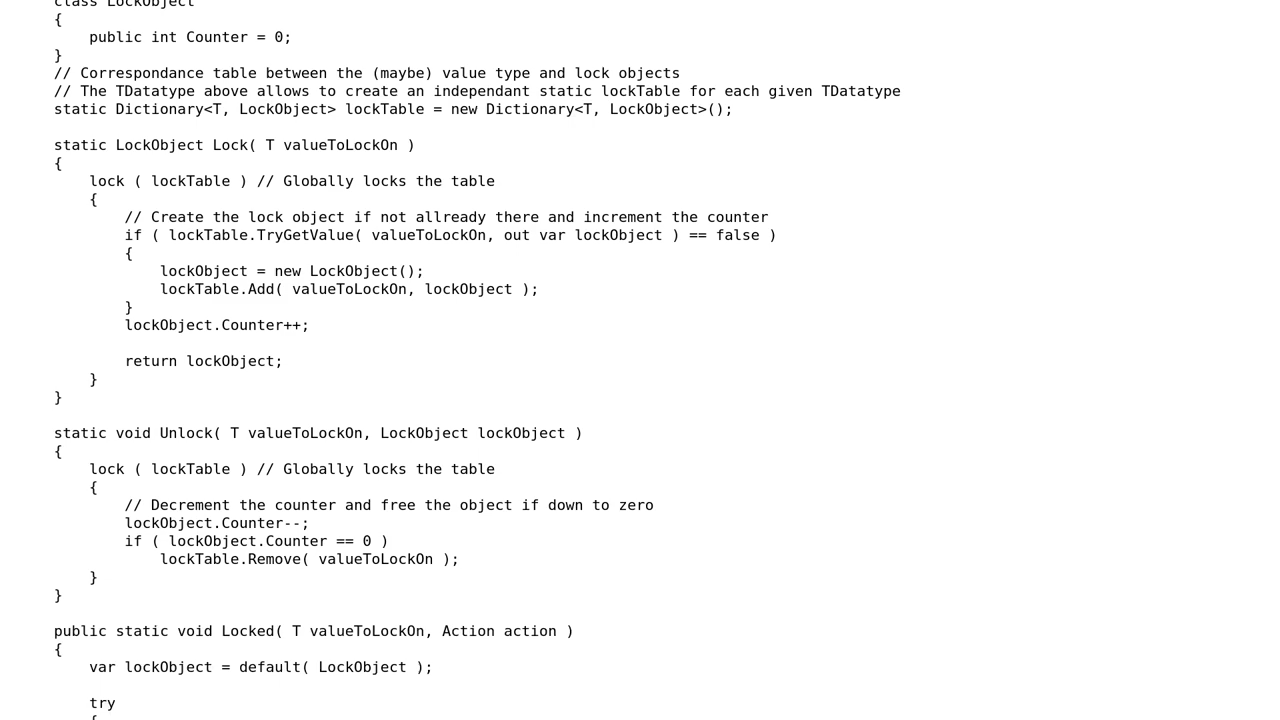 class LockObject
{
    public int Counter = 0;
}
// Correspondance table between the (maybe) value type and lock objects
// The TDatatype above allows to create an independant static lockTable for each given TDatatype
static Dictionary<T, LockObject> lockTable = new Dictionary<T, LockObject>();

static LockObject Lock( T valueToLockOn )
{
    lock ( lockTable ) // Globally locks the table
    {
        // Create the lock object if not allready there and increment the counter
        if ( lockTable.TryGetValue( valueToLockOn, out var lockObject ) == false )
        {
            lockObject = new LockObject();
            lockTable.Add( valueToLockOn, lockObject );
        }
        lockObject.Counter++;

        return lockObject;
    }
}

static void Unlock( T valueToLockOn, LockObject lockObject )
{
    lock ( lockTable ) // Globally locks the table
    {
        // Decrement the counter and free the object if down to zero
        lockObject.Counter--;
        if ( lockObject.Counter == 0 )
            lockTable.Remove( valueToLockOn );
    }
}

public static void Locked( T valueToLockOn, Action action )
{
    var lockObject = default( LockObject );

    try
    {